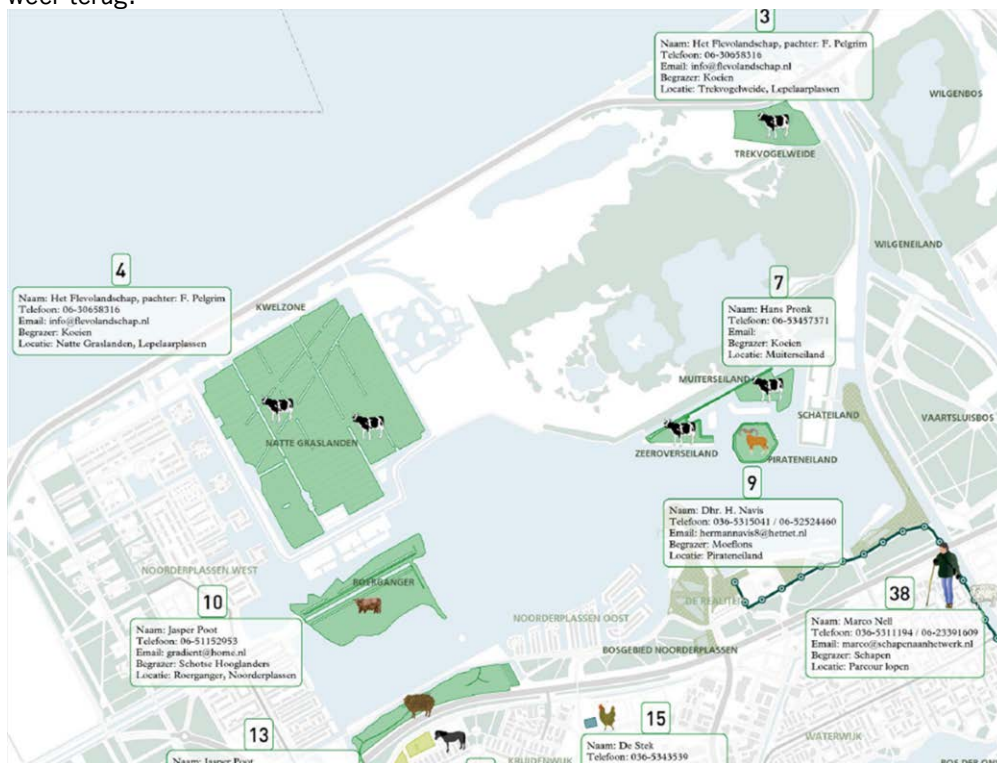 3
Naam: Het Flevolandschap, pachter: F. Pelgrim
Telefoon: 06-30658316
Email: info@flevolandschap.nl
Begrazer: Koeien
Locatie: Trekvogelweide, Lepelaarplassen
WILGENBOS
TREKVOGELWEIDE
WILGENEILAND
4
Naam: Het Flevolandschap, pachter: F. Pelgrim
Telefoon: 06-30658316
Email: info@flevolandschap.nl
Begrazer: Koeien
Locatie: Natte Graslanden, Lepelaarplassen
KWELZONE
7
Naam: Hans Pronk
Telefoon: 06-53457371
Email:
Begrazer: Koeien
Locatie: Muiterseiland
MUITERSEILAND
SCHATEILAND
VAARTSLUISBOS
NATTE GRASLANDEN
ZEEROVERSEILAND
PIRATENEILAND
9
Naam: Dhr. H. Navis
Telefoon: 036-5315041 / 06-52524460
Email: hermannavis8@hetnet.nl
Begrazer: Moeflons
Locatie: Pirateneiland
NOORDERPLASSEN WEST
ROERGANGER
DE REALITEIT
10
Naam: Jasper Poot
Telefoon: 06-51152953
Email: gradient@home.nl
Begrazer: Schotse Hooglanders
Locatie: Roerganger, Noorderplassen
NOORDERPLASSEN OOST
BOSGEBIED NOORDERPLASSEN
38
Naam: Marco Nell
Telefoon: 036-5311194 / 06-23391609
Email: marco@schapenaanhetwerk.nl
Begrazer: Schapen
Locatie: Parcour lopen
13
Naam: Jasper Poot
15
Naam: De Stek
Telefoon: 036-5343539
KRUIDENWIJK
WATERWIJK